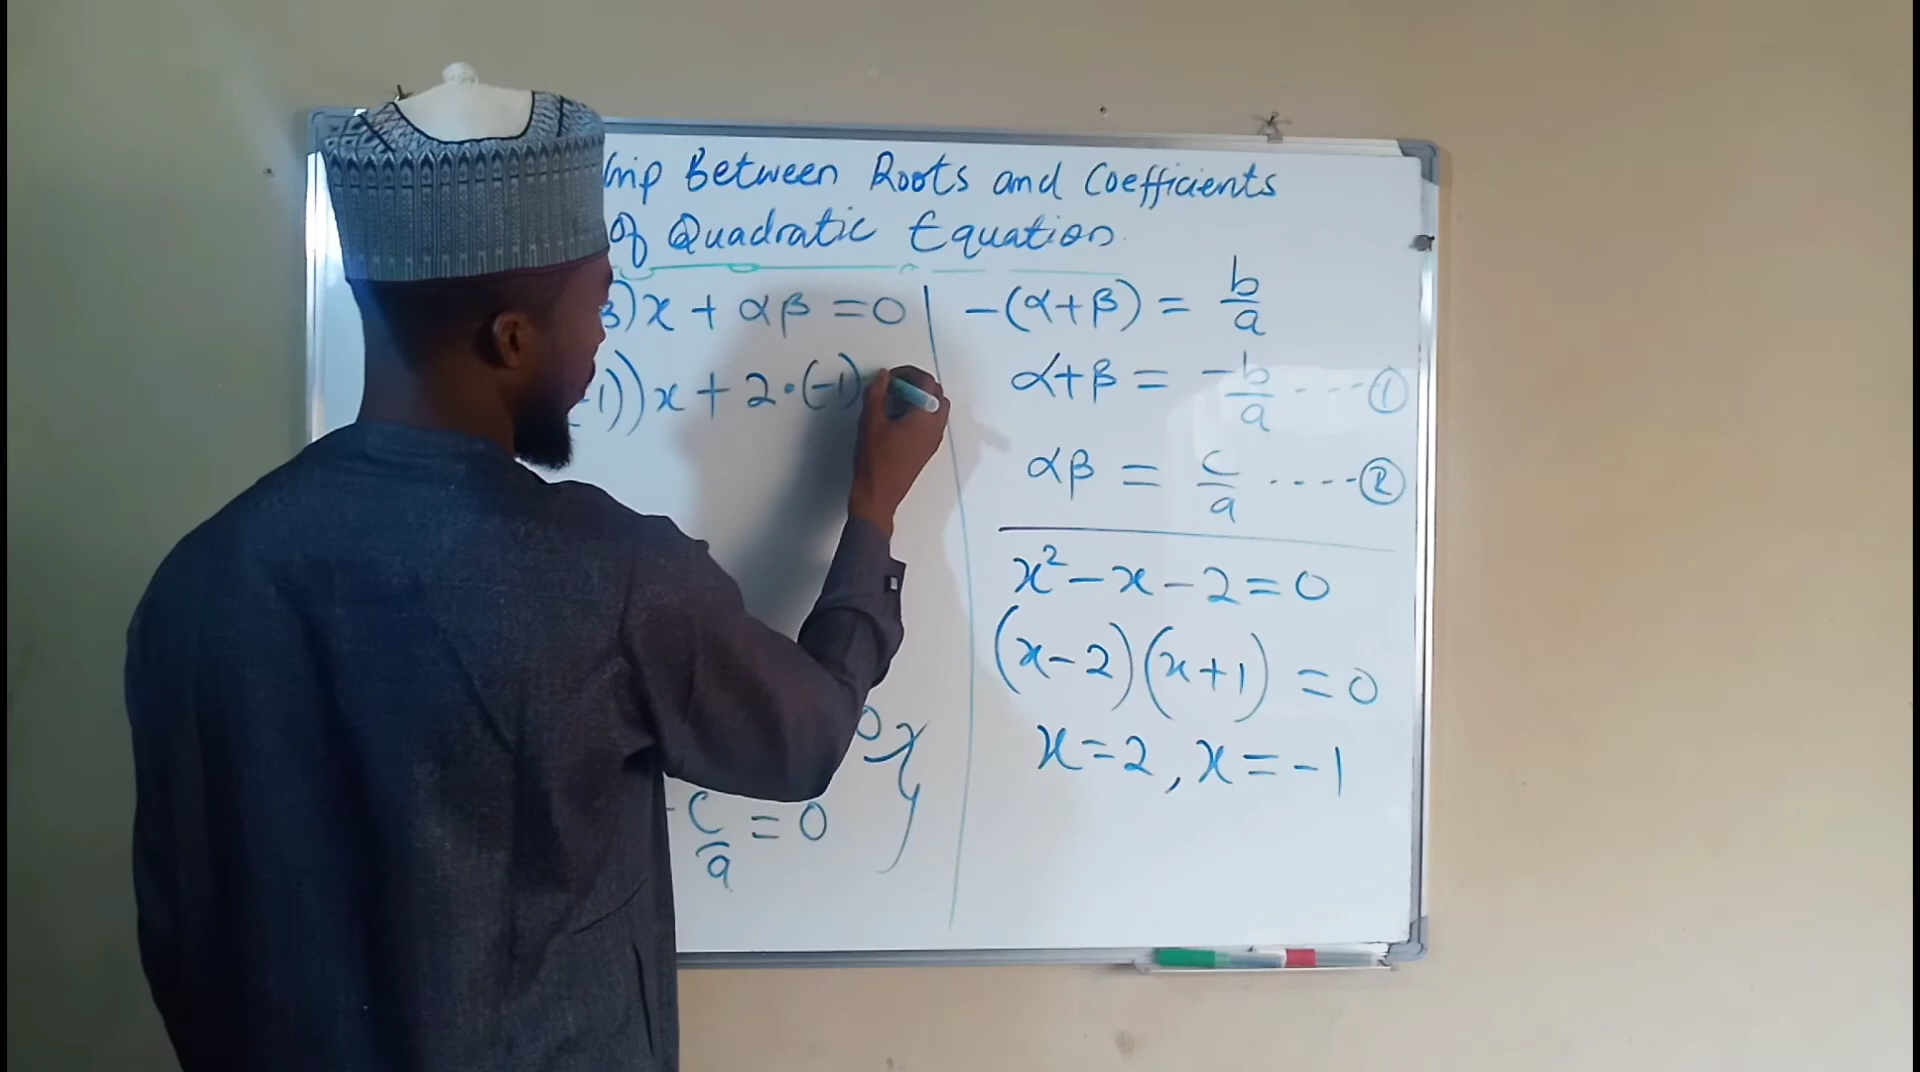 Between Roots and Coefficients
Of Quadratic Equation.
)x + αβ = 0
1))x + 2·(-1)
C/a = 0
-(α+β) = b/a
α+β = -b/a ----①
αβ = c/a ----②
x² - x - 2 = 0
(x-2)(x+1) = 0
x = 2, x = -1